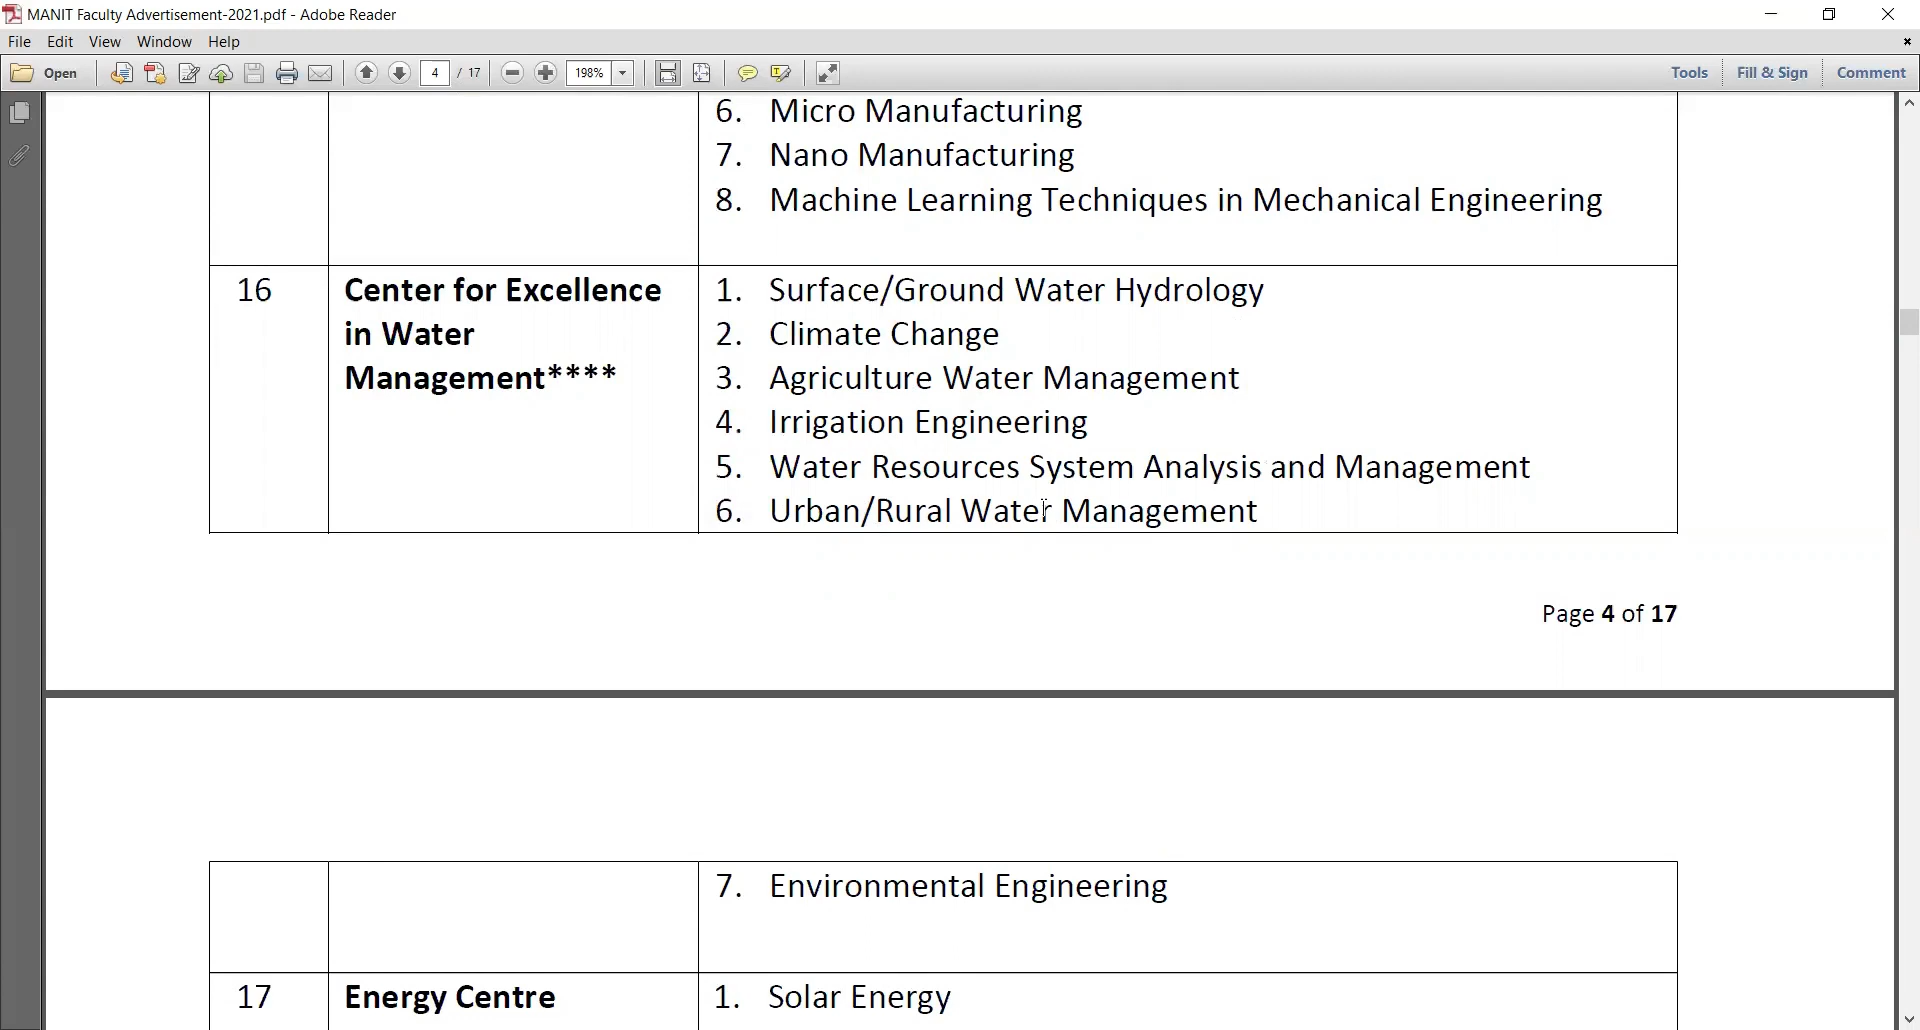 MANIT Faculty Advertisement-2021.pdf - Adobe Reader
File Edit View Window Help
Open 4 / 17 198% Tools Fill & Sign Comment
6. Micro Manufacturing
7. Nano Manufacturing
8. Machine Learning Techniques in Mechanical Engineering
16 Center for Excellence 1. Surface/Ground Water Hydrology
in Water 2. Climate Change
Management**** 3. Agriculture Water Management
4. Irrigation Engineering
5. Water Resources System Analysis and Management
6. Urban/Rural Water Management
Page 4 of 17
7. Environmental Engineering
17 Energy Centre 1. Solar Energy